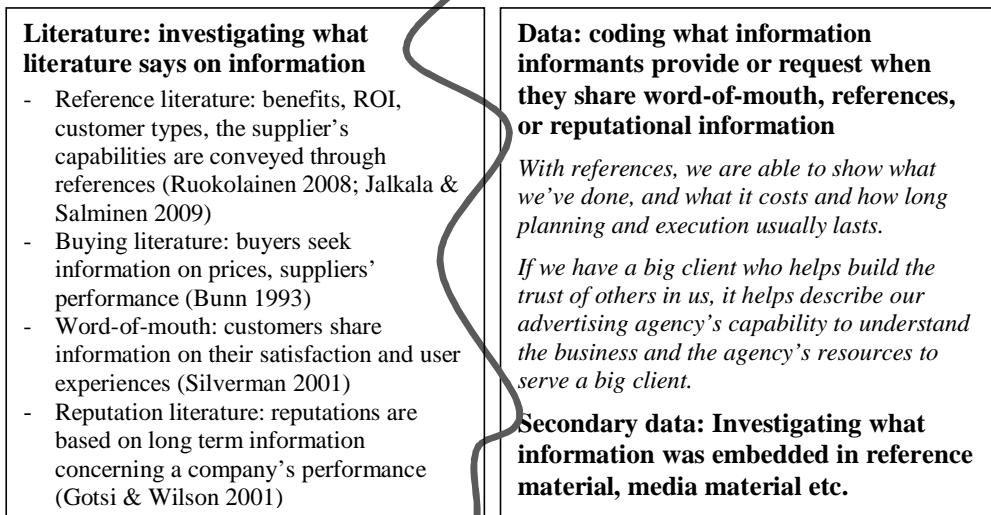 Literature: investigating what
literature says on information
- Reference literature: benefits, ROI,
customer types, the supplier's
capabilities are conveyed through
references (Ruokolainen 2008; Jalkala &
Salminen 2009)
- Buying literature: buyers seek
information on prices, suppliers'
performance (Bunn 1993)
- Word-of-mouth: customers share
information on their satisfaction and user
experiences (Silverman 2001)
- Reputation literature: reputations are
based on long term information
concerning a company's performance
(Gotsi & Wilson 2001)
Data: coding what information
informants provide or request when
they share word-of-mouth, references,
or reputational information
With references, we are able to show what
we've done, and what it costs and how long
planning and execution usually lasts.
If we have a big client who helps build the
trust of others in us, it helps describe our
advertising agency's capability to understand
the business and the agency's resources to
serve a big client.
Secondary data: Investigating what
information was embedded in reference
material, media material etc.